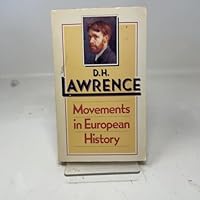 D.H.
LAWRENCE
Movements
in European
History